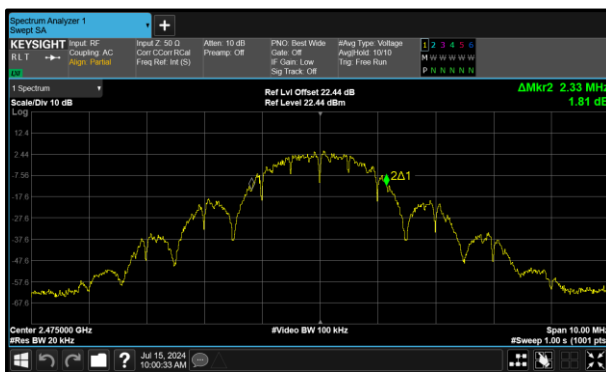 Spectrum Analyzer 1
Swept SA
+
KEYSIGHT Input: RF Input Z: 50 Ω Atten: 10 dB PNO: Best Wide #Avg Type: Voltage 1 2 3 4 5 6
RLT Coupling: AC Corr CCorr RCal Preamp: Off Gate: Off Avg|Hold: 10/10 M W W W W W
Align: Partial Freq Ref: Int (S) IF Gain: Low Trig: Free Run
Sig Track: Off P N N N N N
1 Spectrum Ref Lvl Offset 22.44 dB ΔMkr2 2.33 MHz
Scale/Div 10 dB Ref Level 22.44 dBm 1.81 dB
Log
12.4
2.44
-7.56
2Δ1
-17.6
-27.6
-37.6
-47.6
-57.6
-67.6
Center 2.475000 GHz #Video BW 100 kHz Span 10.00 MHz
#Res BW 20 kHz #Sweep 1.00 s (1001 pts)
? Jul 15, 2024
10:00:33 AM